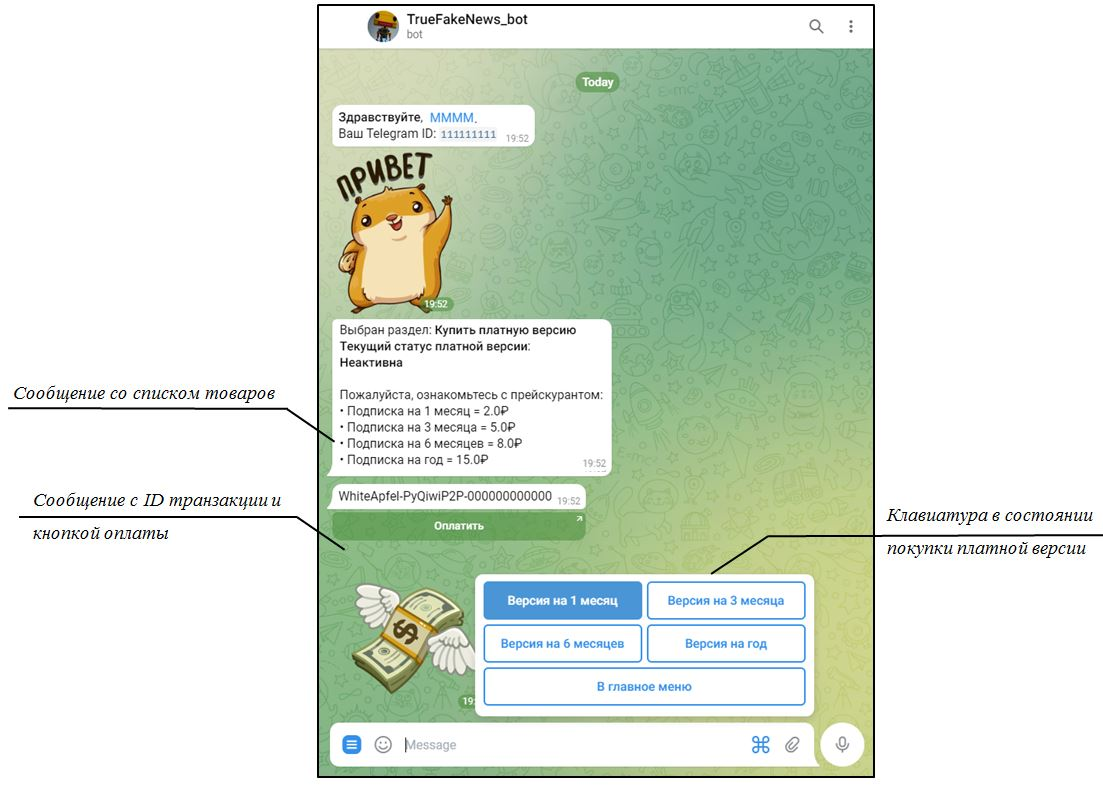 TrueFakeNews_bot
bot
Today
Здравствуйте, MMMM.
Ваш Telegram ID: 111111111 19:52
ПРИВЕТ
19:52
Выбран раздел: Купить платную версию
Текущий статус платной версии:
Неактивна
Сообщение со списком товаров
Пожалуйста, ознакомьтесь с прейскурантом:
• Подписка на 1 месяц = 2.0₽
• Подписка на 3 месяца = 5.0₽
• Подписка на 6 месяцев = 8.0₽
• Подписка на год = 15.0₽
19:52
Сообщение с ID транзакции и
кнопкой оплаты
WhiteApfel-PyQiwiP2P-000000000000 19:52
Оплатить
Клавиатура в состоянии
покупки платной версии
$
Версия на 1 месяц
Версия на 3 месяца
Версия на 6 месяцев
Версия на год
В главное меню
19:
Message